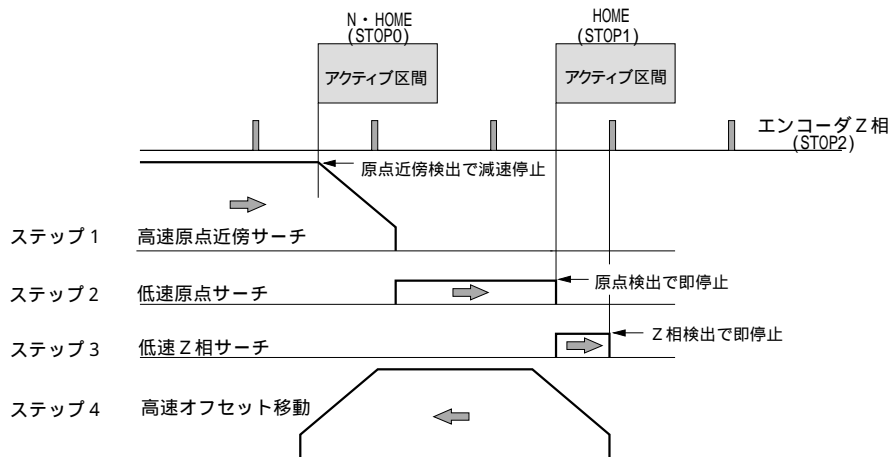 N・HOME
(STOP0)
HOME
(STOP1)
アクティブ区間
アクティブ区間
エンコーダZ相
(STOP2)
原点近傍検出で減速停止
ステップ1 高速原点近傍サーチ
原点検出で即停止
ステップ2 低速原点サーチ
Z相検出で即停止
ステップ3 低速Z相サーチ
ステップ4 高速オフセット移動